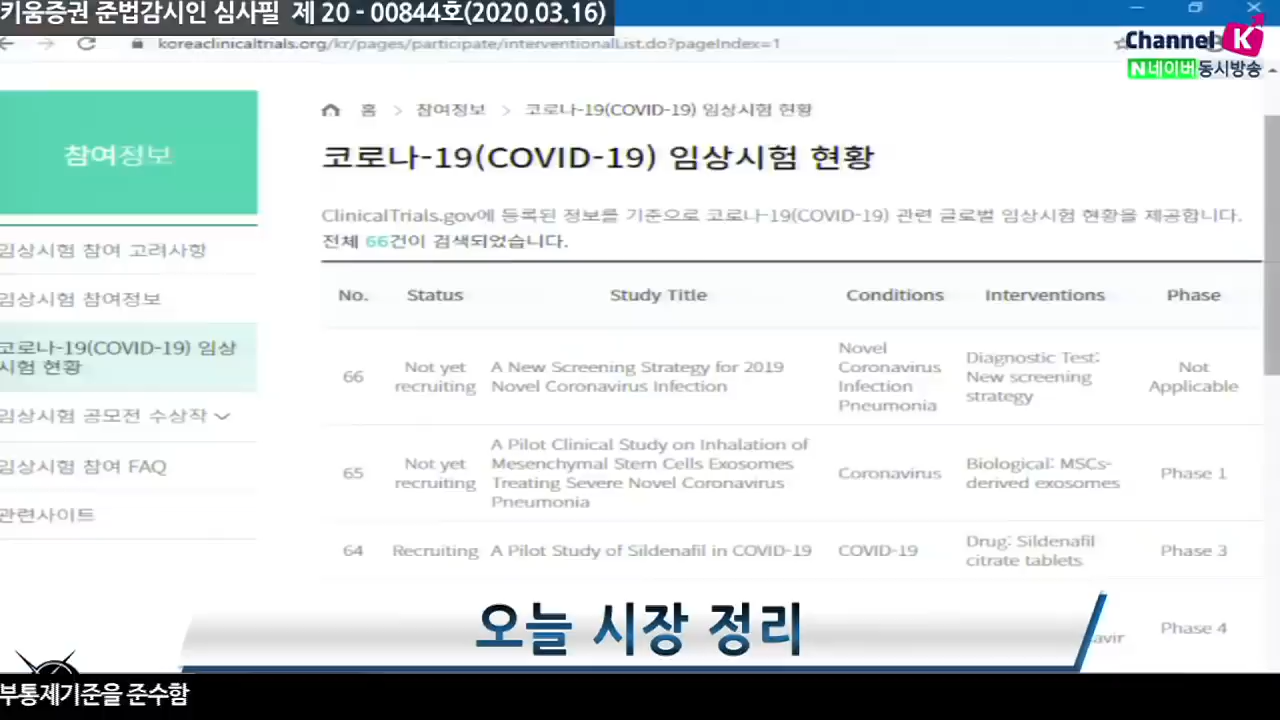 키움증권 준법감시인 심사필 제 20 - 00844호(2020.03.16)
koreaclinicaltrials.org/kr/pages/participate/interventionalList.do?pageIndex=1
Channel K
N 네이버 동시방송
참여정보
홈 > 참여정보 > 코로나-19(COVID-19) 임상시험 현황
코로나-19(COVID-19) 임상시험 현황
ClinicalTrials.gov에 등록된 정보를 기준으로 코로나-19(COVID-19) 관련 글로벌 임상시험 현황을 제공합니다.
전체 66건이 검색되었습니다.
임상시험 참여 고려사항
임상시험 참여정보
코로나-19(COVID-19) 임상
시험 현황
임상시험 공모전 수상작
임상시험 참여 FAQ
관련사이트
No. Status Study Title Conditions Interventions Phase
66 Not yet recruiting A New Screening Strategy for 2019 Novel Coronavirus Infection Novel Coronavirus Infection Pneumonia Diagnostic Test: New screening strategy Not Applicable
65 Not yet recruiting A Pilot Clinical Study on Inhalation of Mesenchymal Stem Cells Exosomes Treating Severe Novel Coronavirus Pneumonia Coronavirus Biological: MSCs-derived exosomes Phase 1
64 Recruiting A Pilot Study of Sildenafil in COVID-19 COVID-19 Drug: Sildenafil citrate tablets Phase 3
avir Phase 4
오늘 시장 정리
부통제기준을 준수함